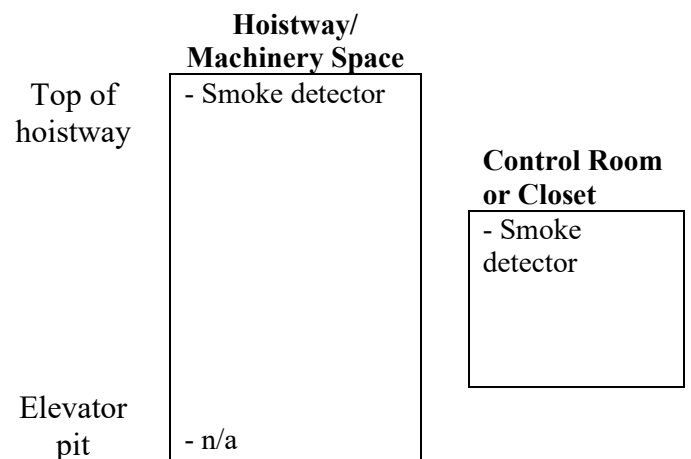 Hoistway/
Machinery Space
Top of
hoistway
- Smoke detector
Control Room
or Closet
- Smoke
detector
Elevator
pit
- n/a